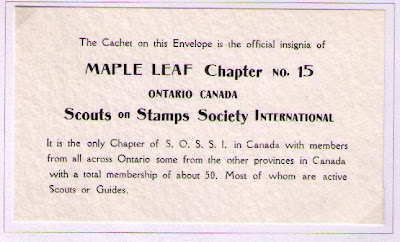 The Cachet on this Envelope is the official insignia of
MAPLE LEAF Chapter NO. 15
ONTARIO CANADA
Scouts on Stamps Society INTERNATIONAL
It is the only Chapter of S. O. S. S. I. in Canada with members
from all across Ontario some from the other provinces in Canada
with a total membership of about 50. Most of whom are active
Scouts or Guides.